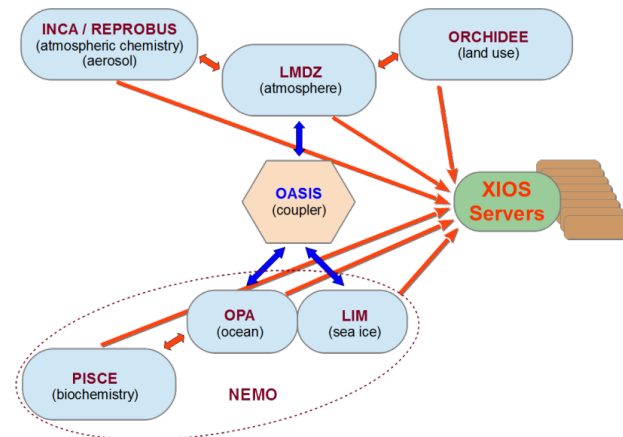 INCA / REPROBUS
(atmospheric chemistry)
(aerosol)
ORCHIDEE
(land use)
LMDZ
(atmosphere)
OASIS
(coupler)
XIOS
Servers
OPA
(ocean)
LIM
(sea ice)
PISCE
(biochemistry)
NEMO